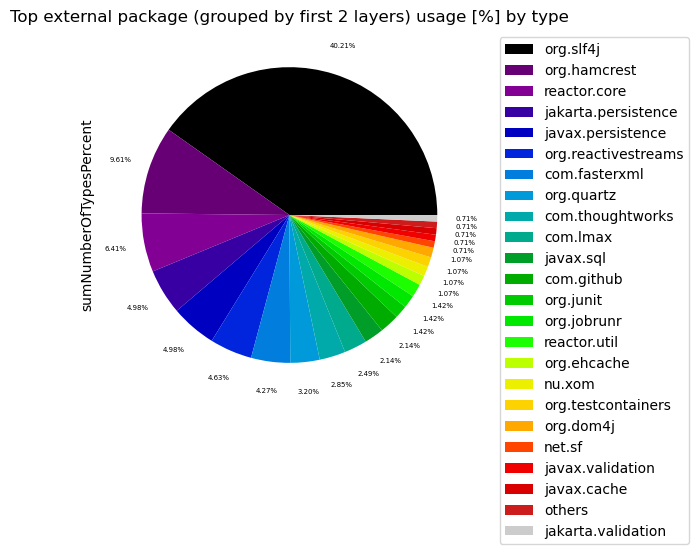 Top external package (grouped by first 2 layers) usage [%] by type
sumNumberOfTypesPercent
40.21%
9.61%
6.41%
4.98%
4.98%
4.63%
4.27%
3.20%
2.85%
2.49%
2.14%
2.14%
1.42%
1.42%
1.42%
1.07%
1.07%
1.07%
1.07%
0.71%
0.71%
0.71%
0.71%
0.71%
org.slf4j
org.hamcrest
reactor.core
jakarta.persistence
javax.persistence
org.reactivestreams
com.fasterxml
org.quartz
com.thoughtworks
com.lmax
javax.sql
com.github
org.junit
org.jobrunr
reactor.util
org.ehcache
nu.xom
org.testcontainers
org.dom4j
net.sf
javax.validation
javax.cache
others
jakarta.validation